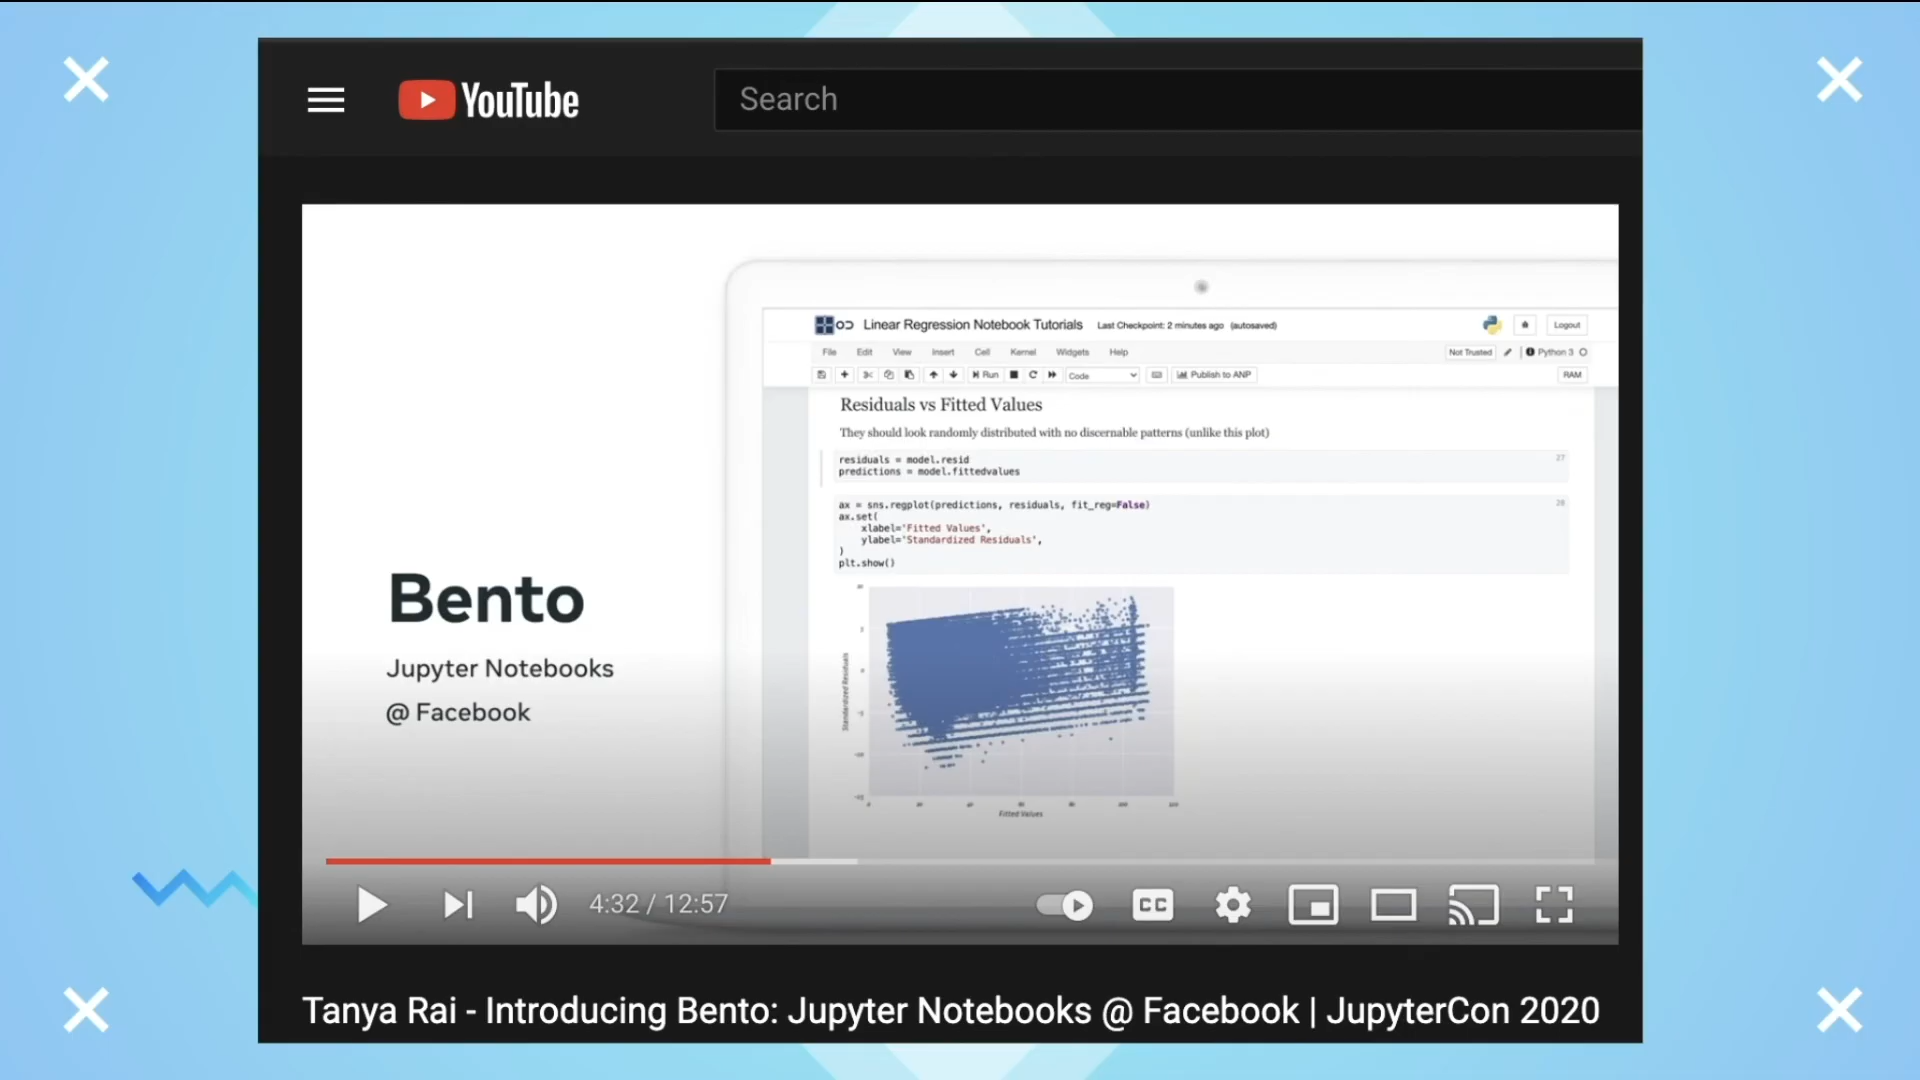 YouTube
Search
Linear Regression Notebook Tutorials Last Checkpoint: 2 minutes ago (autosaved)
Logout
File Edit View Insert Cell Kernel Widgets Help
Not Trusted
Python 3
Run
Code
Publish to ANP
RAM
Residuals vs Fitted Values
They should look randomly distributed with no discernable patterns (unlike this plot)
residuals = model.resid
27
predictions = model.fittedvalues
ax = sns.regplot(predictions, residuals, fit_reg=False)
ax.set(
xlabel='Fitted Values',
ylabel='Standardized Residuals',
)
plt.show()
Standardized Residuals
Fitted Values
Bento
Jupyter Notebooks
@ Facebook
4:32 / 12:57
CC
Tanya Rai - Introducing Bento: Jupyter Notebooks @ Facebook | JupyterCon 2020